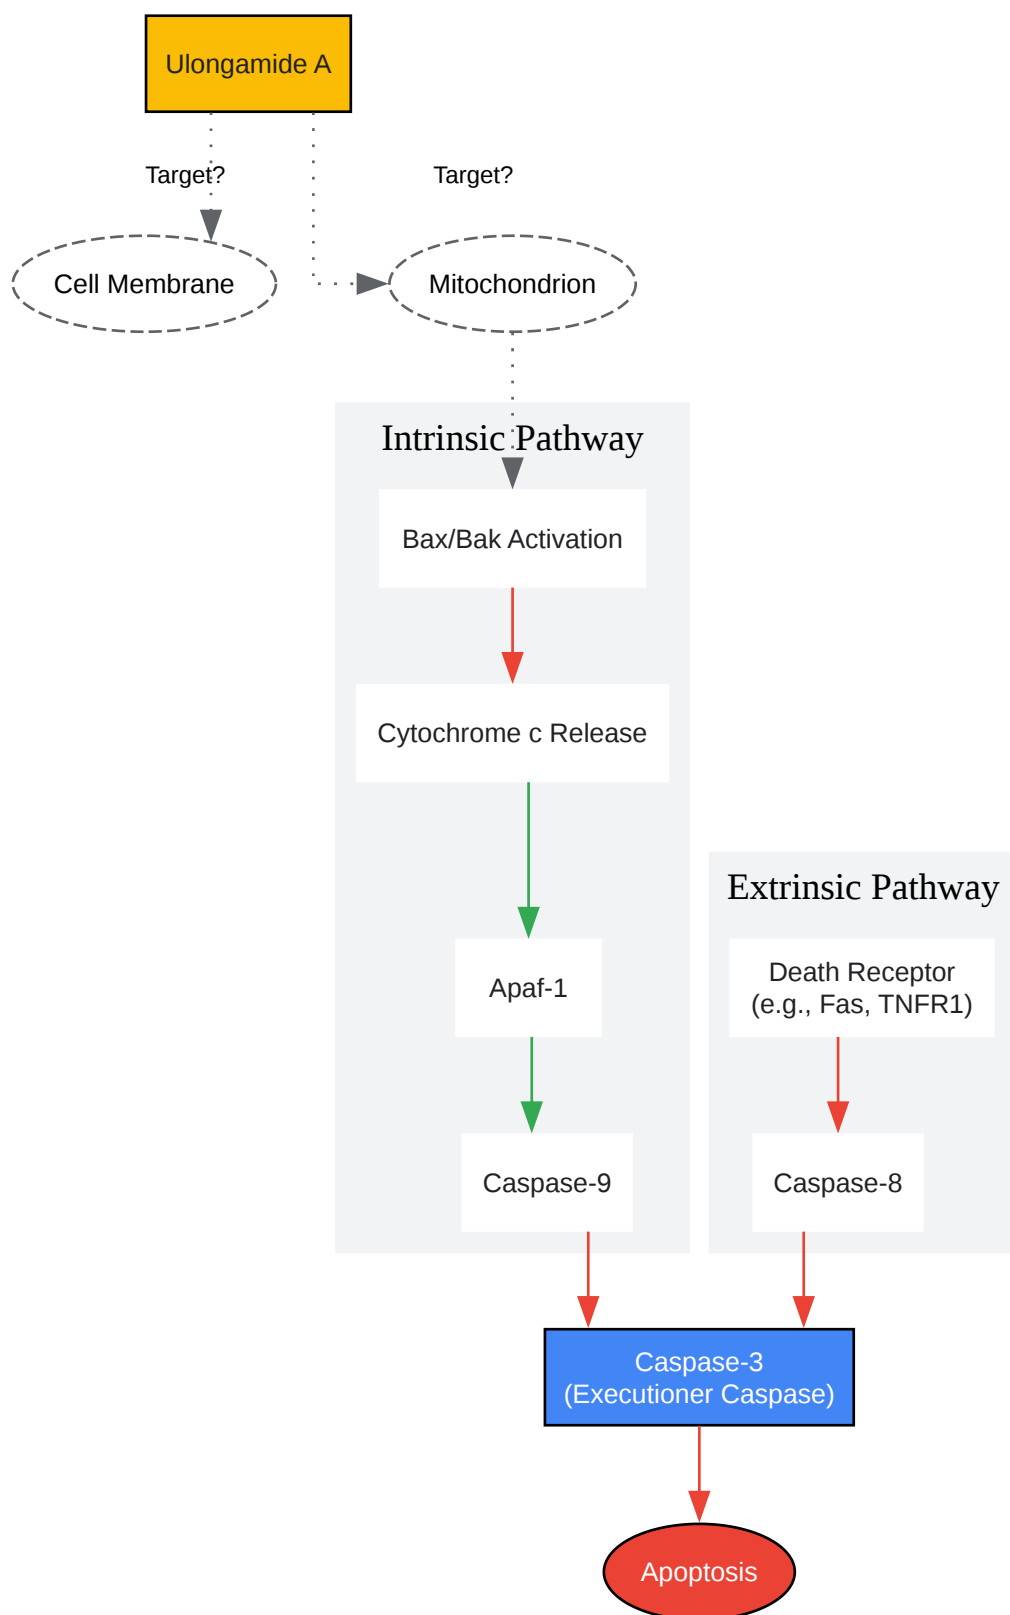 Ulongamide A
Target?
Target?
Cell Membrane
Mitochondrion
Intrinsic Pathway
Bax/Bak Activation
Cytochrome c Release
Apaf-1
Caspase-9
Extrinsic Pathway
Death Receptor
(e.g., Fas, TNFR1)
Caspase-8
Caspase-3
(Executioner Caspase)
Apoptosis